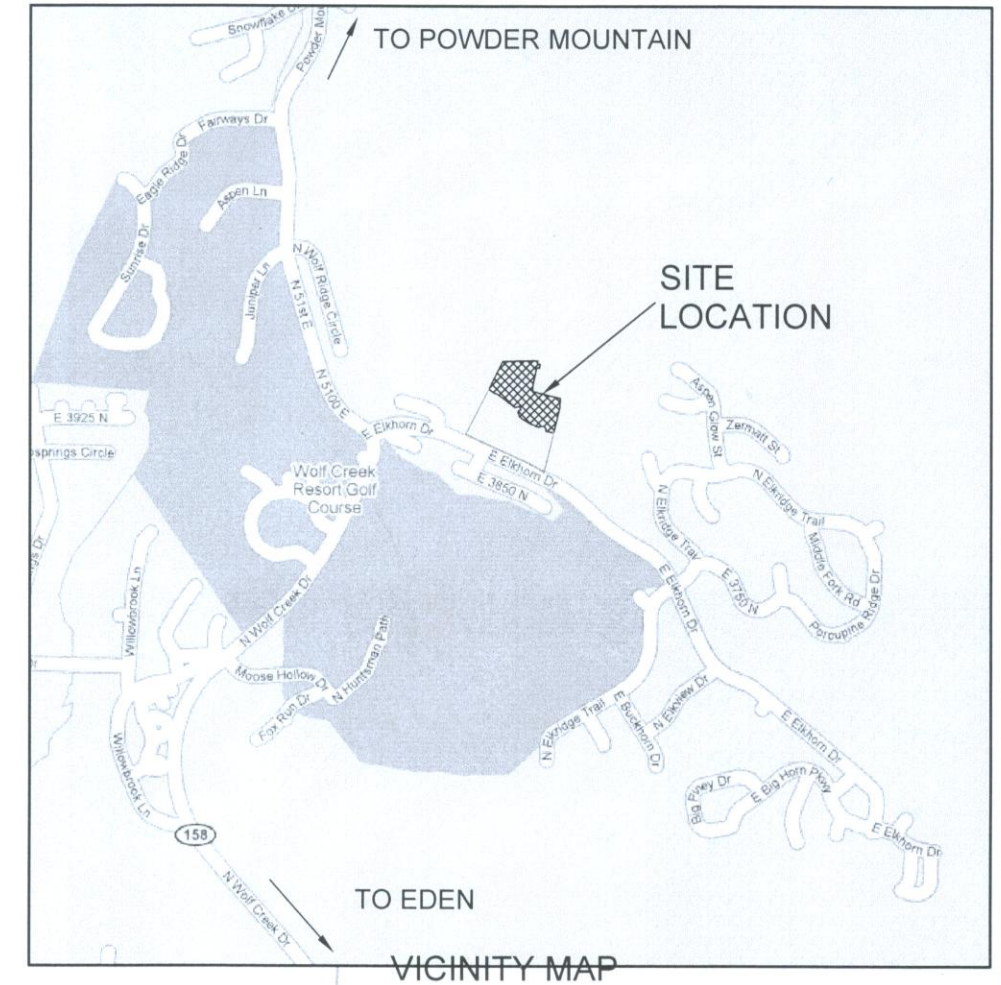 Snowflake D
Powder Mou
TO POWDER MOUNTAIN
Fairways Dr
Eagle Ridge Dr
Aspen Ln
Sunrise Dr
Juniper Ln
N Wolf Ridge Circle
N 51st E
SITE
LOCATION
N 5100 E
E 3925 N
springs Circle
E Elkhorn Dr
Wolf Creek
Resort Golf
Course
E Elkhorn Dr
E 3850 N
Aspen Glow St
Zermatt St
N Elkridge Trail
N Elkridge Trail
Middle Fork Rd
Porcupine Ridge Dr
E 3750 N
gs Dr
Willowbrook Ln
N Wolf Creek Dr
E Elkhorn Dr
Dr
Moose Hollow Dr
N Huntsman Path
Fox Run Dr
N Elkridge Trail
E Buckhorn Dr
N Elkview Dr
E Elkhorn Dr
Willowbrook Ln
Big Piney Dr
E Big Horn Pkwy
E Elkhorn Dr
158
N Wolf Creek Dr
TO EDEN
VICINITY MAP